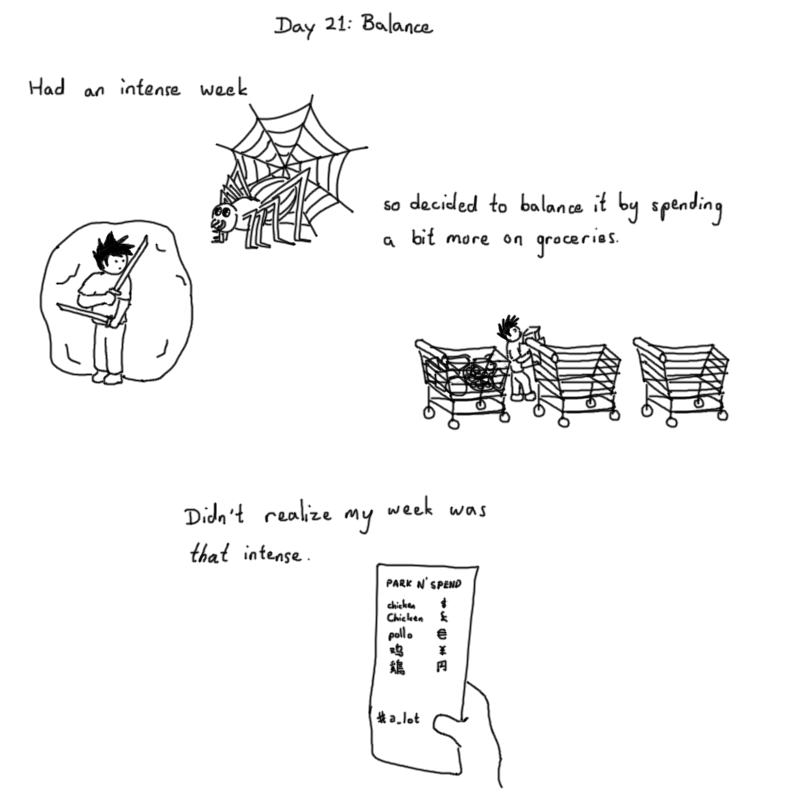 Day 21: Balance
Had an intense week
so decided to balance it by spending
a bit more on groceries.
Didn't realize my week was
that intense.
PARK N' SPEND
chicken $
Chicken £
pollo €
鸡 ¥
鶏 円
#a_lot